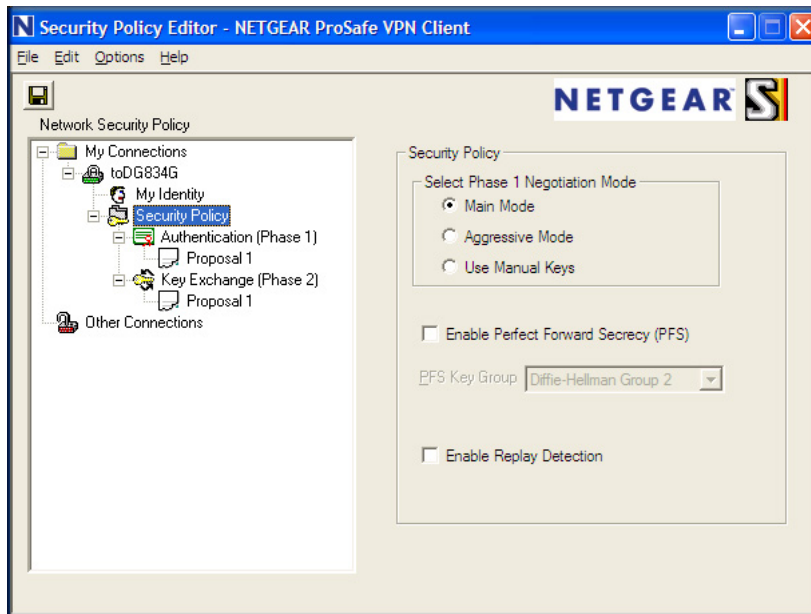 Security Policy Editor - NETGEAR ProSafe VPN Client
File Edit Options Help
NETGEAR
Network Security Policy
My Connections
toDG834G
My Identity
Security Policy
Authentication (Phase 1)
Proposal 1
Key Exchange (Phase 2)
Proposal 1
Other Connections
Security Policy
Select Phase 1 Negotiation Mode
Main Mode
Aggressive Mode
Use Manual Keys
Enable Perfect Forward Secrecy (PFS)
PFS Key Group Diffie-Hellman Group 2
Enable Replay Detection